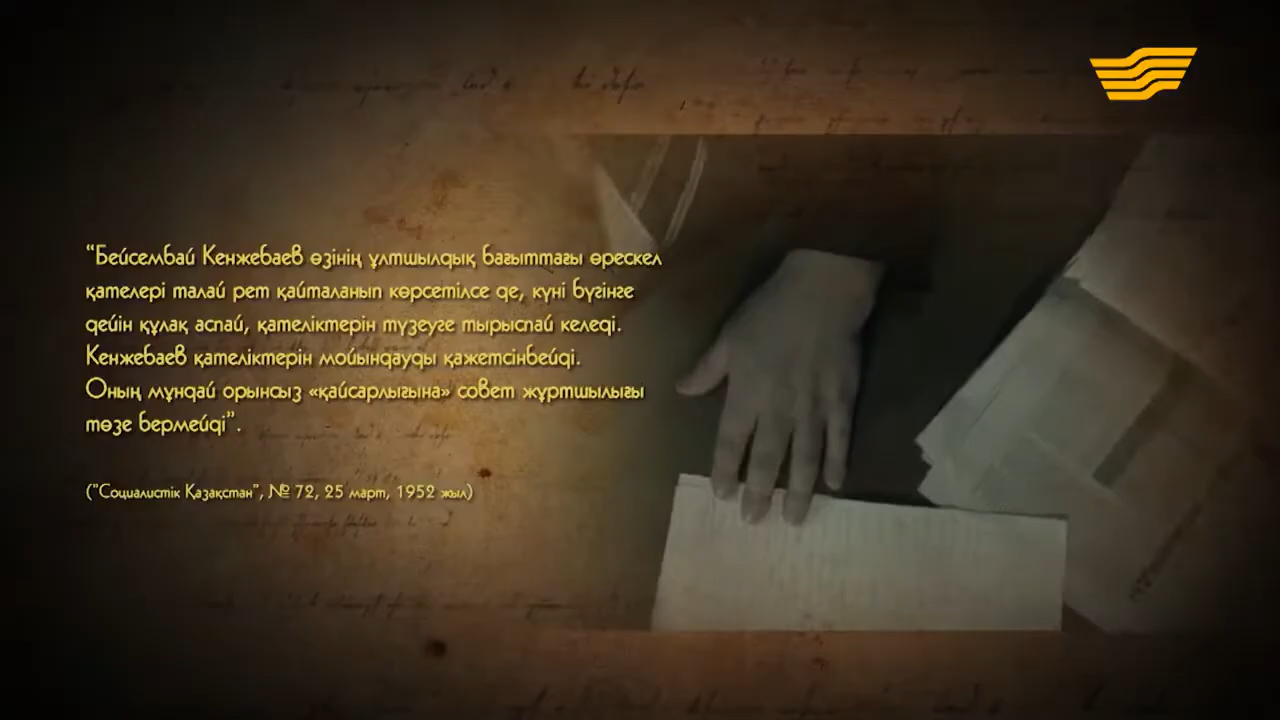 “Бейсембай Кенжебаев өзінің ұлтшылдық бағыттағы өрескел
қателері талай рет қайталанып көрсетілсе де, күні бүгінге
дейін құлақ аспай, қателіктерін түзеуге тырыспай келеді.
Кенжебаев қателіктерін мойындауды қажетсінбейді.
Оның мұндай орынсыз «қайсарлығына» совет жұртшылығы
төзе бермейді”.
("Социалистік Қазақстан", № 72, 25 март, 1952 жыл)